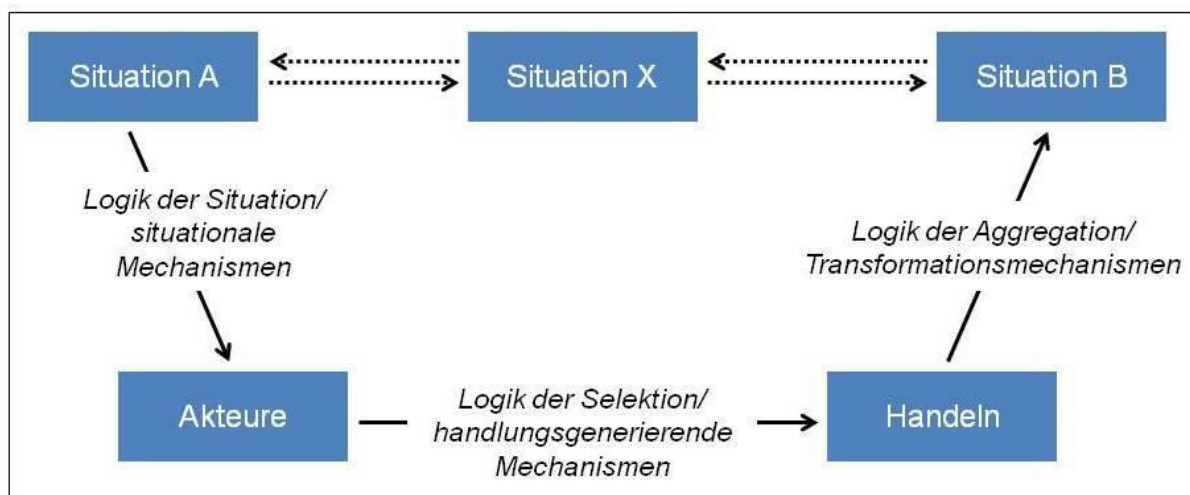 Situation A
Situation X
Situation B
Logik der Situation/
situationale
Mechanismen
Logik der Aggregation/
Transformationsmechanismen
Akteure
Logik der Selektion/
handlungsgenerierende
Mechanismen
Handeln